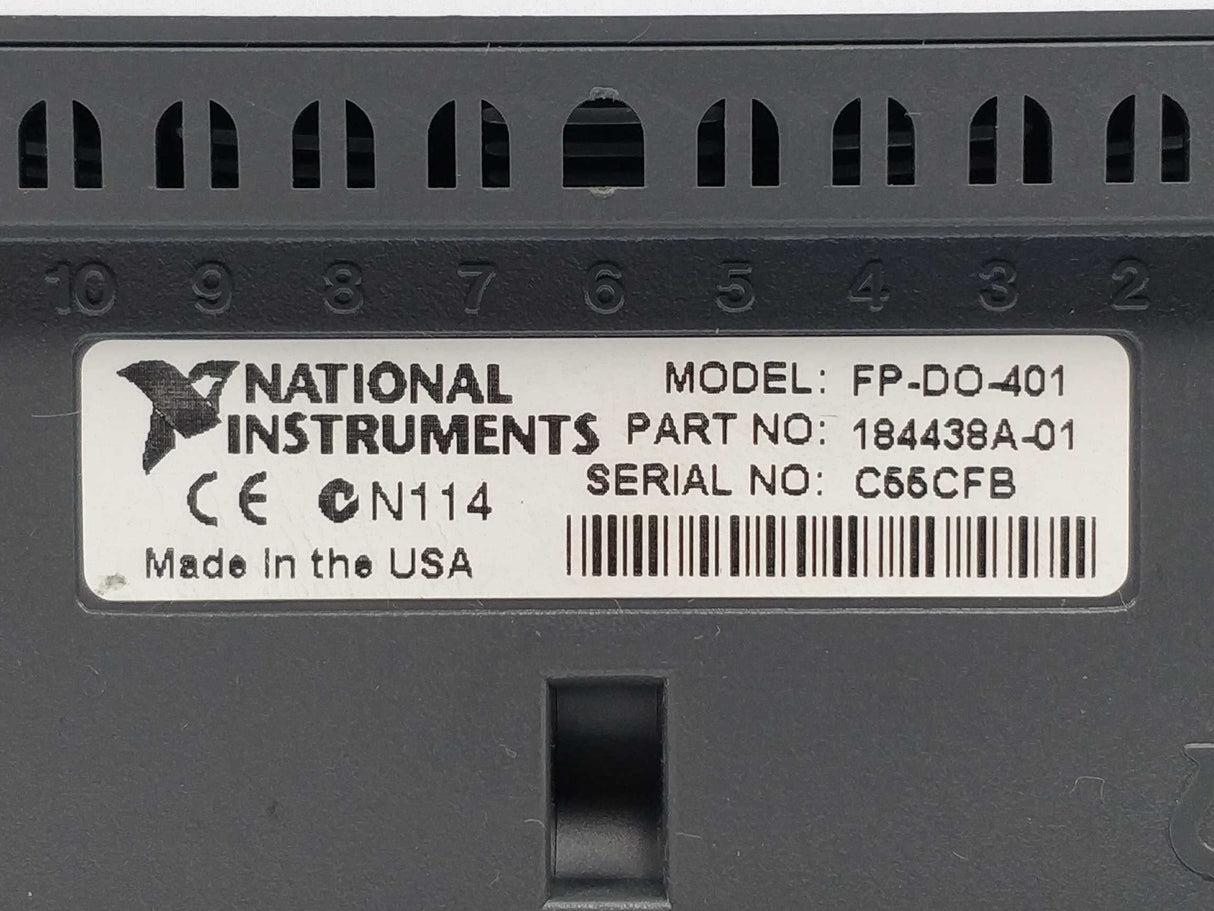 10 9 8 7 6 5 4 3 2
NATIONAL
INSTRUMENTS
MODEL: FP-DO-401
PART NO: 184438A-01
SERIAL NO: C55CFB
CE N114
Made in the USA